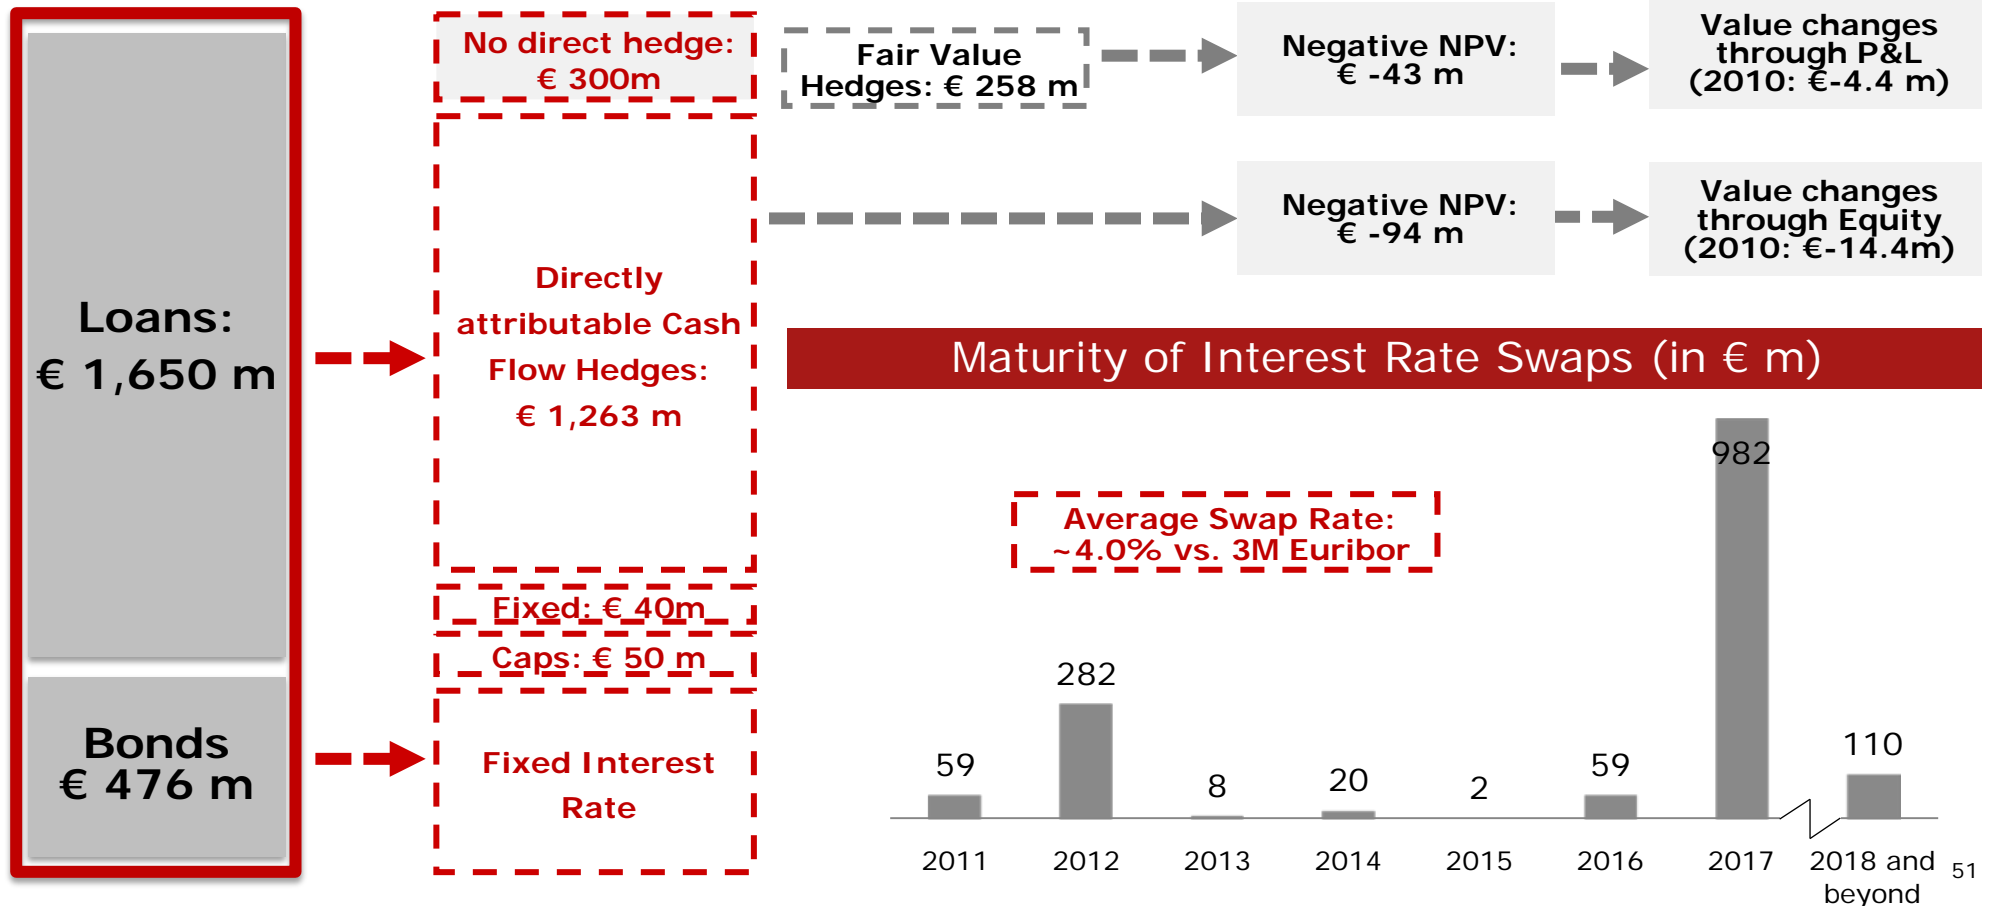 Loans:
€ 1,650 m
Bonds
€ 476 m
No direct hedge:
€ 300m
Directly
attributable Cash
Flow Hedges:
€ 1,263 m
Fixed: € 40m
Caps: € 50 m
Fixed Interest
Rate
Fair Value
Hedges: € 258 m
Negative NPV:
€ -43 m
Value changes
through P&L
(2010: €-4.4 m)
Negative NPV:
€ -94 m
Value changes
through Equity
(2010: €-14.4m)
Maturity of Interest Rate Swaps (in € m)
Average Swap Rate:
~4.0% vs. 3M Euribor
59
282
8
20
2
59
982
110
2011
2012
2013
2014
2015
2016
2017
2018 and
beyond
51